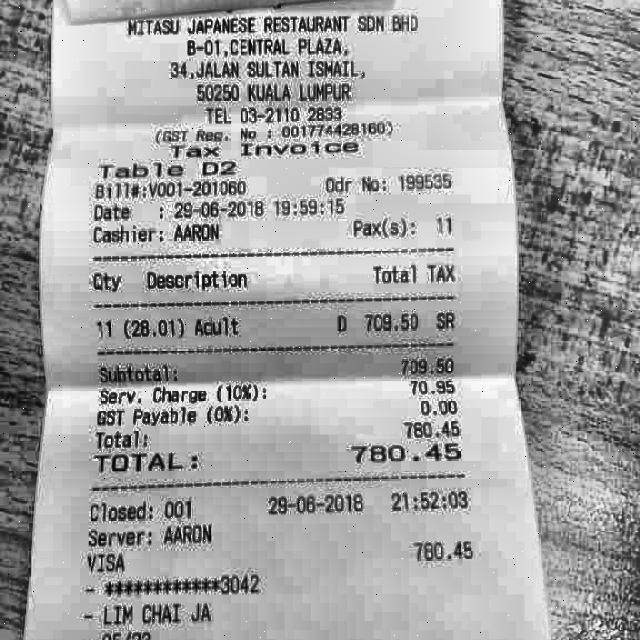 MITASU JAPANESE RESTAURANT SDN BHD
B-01,CENTRAL PLAZA,
34,JALAN SULTAN ISMAIL,
50250 KUALA LUMPUR
TEL 03-2110 2833
(GST Reg. No : 001774428160)
Tax Invoice
Table D2
Bill#:V001-201060 Odr No: 199535
Date : 29-06-2018 19:59:15
Cashier: AARON Pax(s): 11
Qty Description Total TAX
11 (28.01) Adult D 709.50 SR
Subtotal: 709.50
Serv. Charge (10%): 70.95
GST Payable (0%): 0.00
Total: 780.45
TOTAL: 780.45
Closed: 001 29-06-2018 21:52:03
Server: AARON
VISA 780.45
- ************3042
- LIM CHAI JA